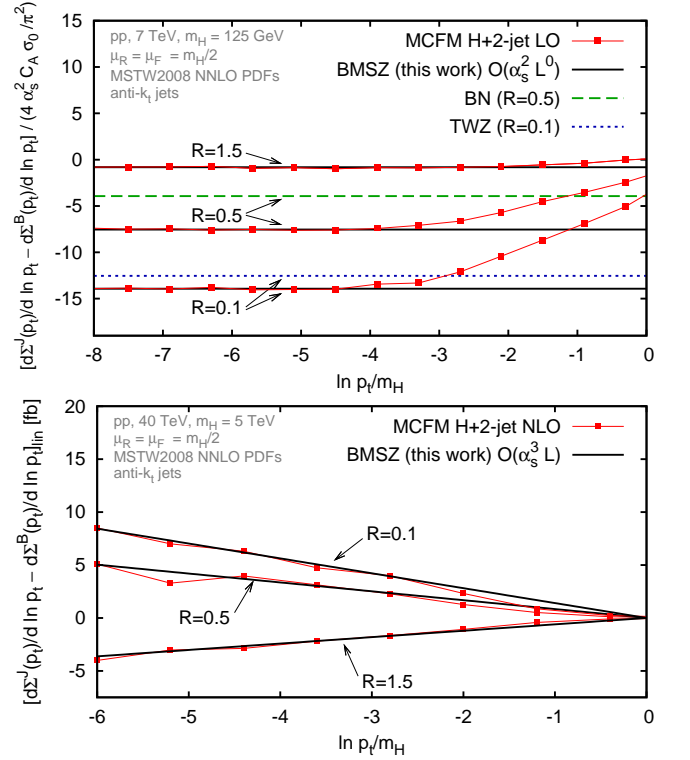 [dΣ^J(p_t)/d ln p_t − dΣ^B(p_t)/d ln p_t] / (4 α_s^2 C_A σ_0/π^2)
pp, 7 TeV, m_H = 125 GeV
μ_R = μ_F = m_H/2
MSTW2008 NNLO PDFs
anti-k_t jets
MCFM H+2-jet LO
BMSZ (this work) O(α_s^2 L^0)
BN (R=0.5)
TWZ (R=0.1)
R=1.5
R=0.5
R=0.1
5
0
-5
-10
-15
-8 -7 -6 -5 -4 -3 -2 -1 0
ln p_t/m_H
[dΣ^J(p_t)/d ln p_t − dΣ^B(p_t)/d ln p_t]_lin [fb]
pp, 40 TeV, m_H = 5 TeV
μ_R = μ_F = m_H/2
MSTW2008 NNLO PDFs
anti-k_t jets
MCFM H+2-jet NLO
BMSZ (this work) O(α_s^3 L)
R=0.1
R=0.5
R=1.5
20
15
10
5
0
-5
-6 -5 -4 -3 -2 -1 0
ln p_t/m_H